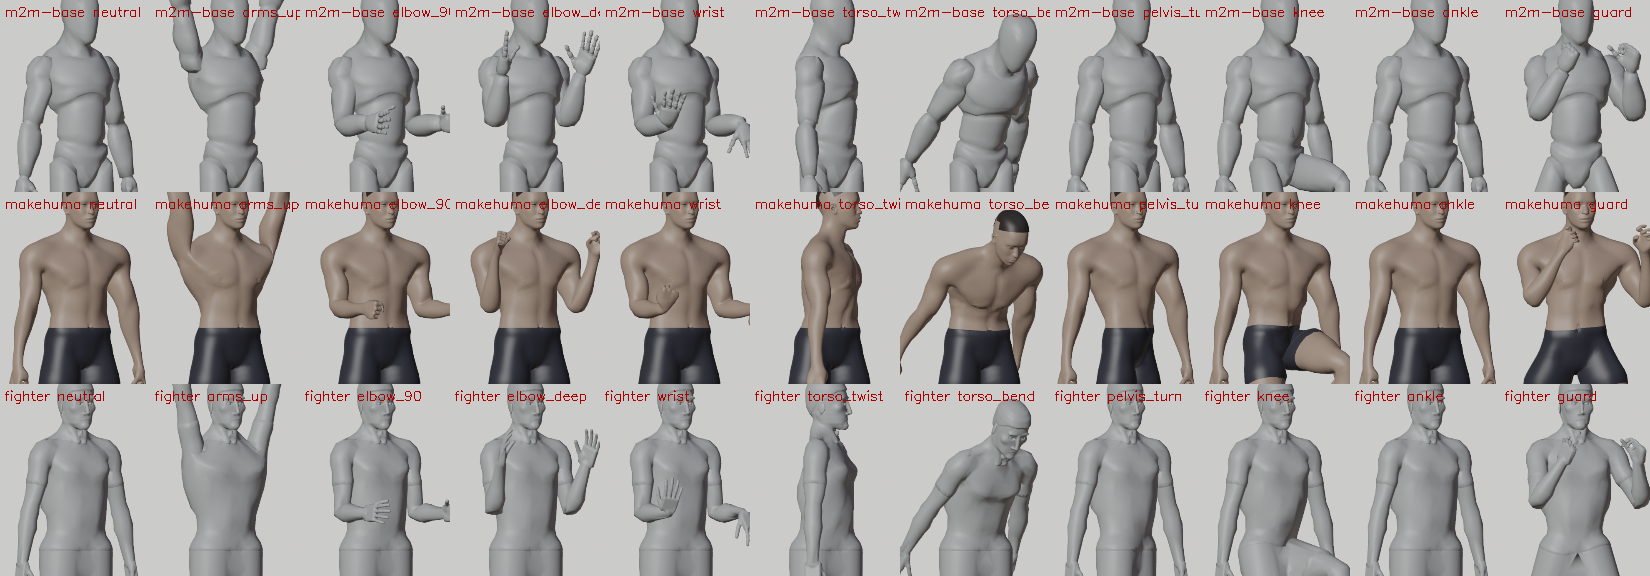 m2m-base neutral
m2m-base arms_up
m2m-base elbow_90
m2m-base elbow_de
m2m-base wrist
m2m-base torso_tw
m2m-base torso_be
m2m-base pelvis_tu
m2m-base knee
m2m-base ankle
m2m-base guard
makehuma neutral
makehuma arms_up
makehuma elbow_90
makehuma elbow_de
makehuma wrist
makehuma torso_twi
makehuma torso_be
makehuma pelvis_tu
makehuma knee
makehuma ankle
makehuma guard
fighter neutral
fighter arms_up
fighter elbow_90
fighter elbow_deep
fighter wrist
fighter torso_twist
fighter torso_bend
fighter pelvis_turn
fighter knee
fighter ankle
fighter guard